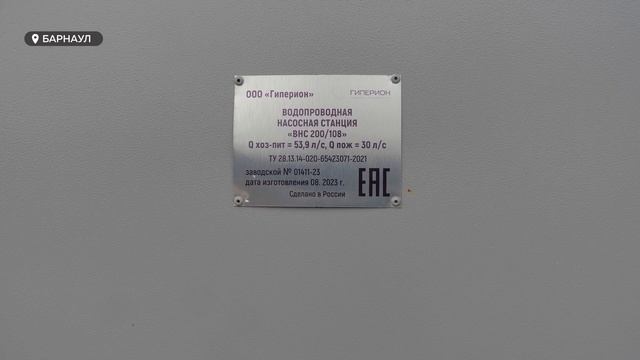 БАРНАУЛ
ООО «Гиперион»
ГИПЕРИОН
ВОДОПРОВОДНАЯ
НАСОСНАЯ СТАНЦИЯ
«ВНС 200/108»
Q хоз-пит = 53,9 л/с, Q пож = 30 л/с
ТУ 28.13.14-020-65423071-2021
заводской № 01411-23
дата изготовления 08. 2023 г.
Сделано в России
ЕАС